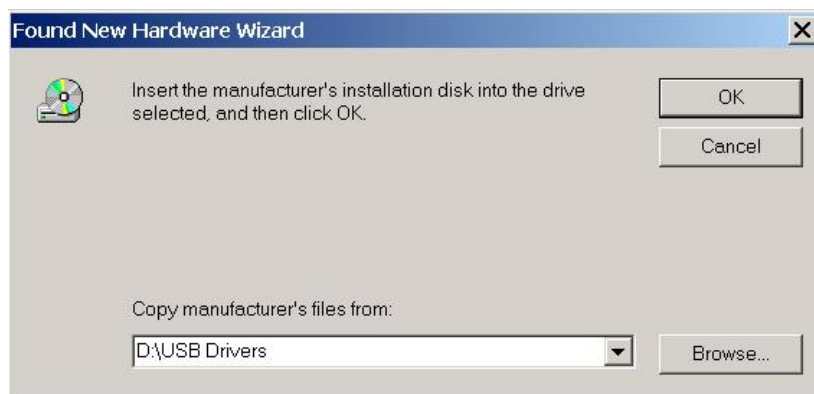 Found New Hardware Wizard
Insert the manufacturer's installation disk into the drive
selected, and then click OK.
OK
Cancel
Copy manufacturer's files from:
D:\USB Drivers
Browse...